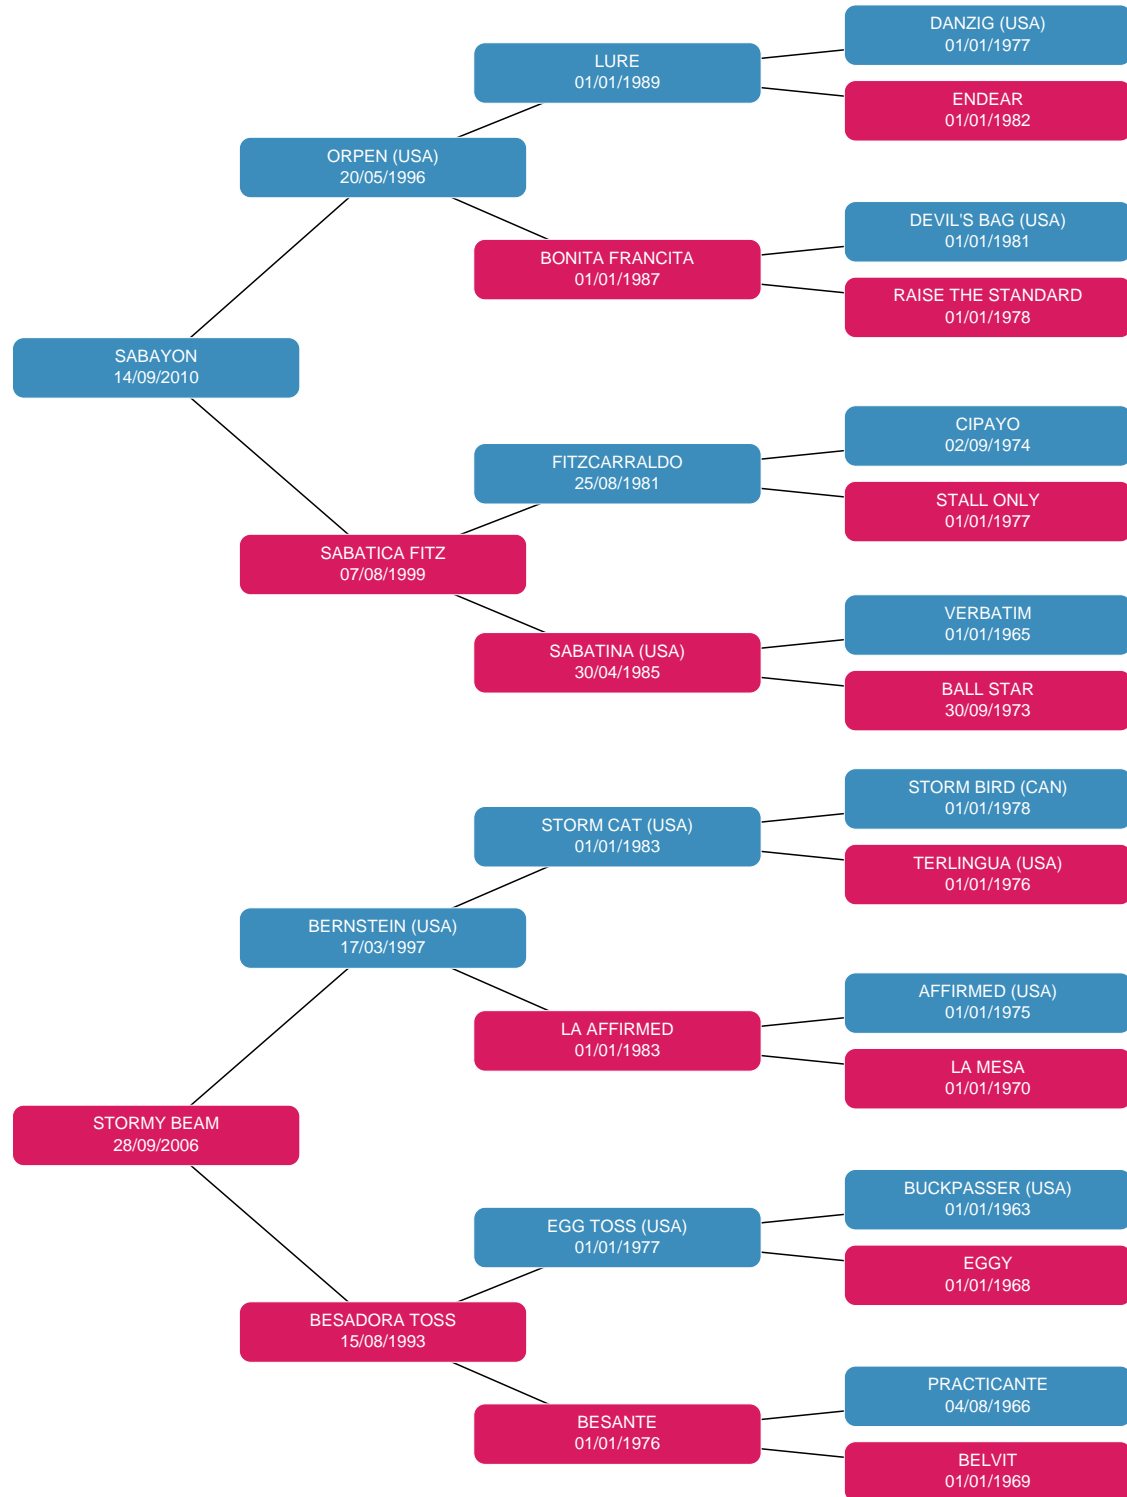 DANZIG (USA)
01/01/1977
LURE
01/01/1989
ENDEAR
01/01/1982
ORPEN (USA)
20/05/1996
DEVIL'S BAG (USA)
01/01/1981
BONITA FRANCITA
01/01/1987
RAISE THE STANDARD
01/01/1978
SABAYON
14/09/2010
CIPAYO
02/09/1974
FITZCARRALDO
25/08/1981
STALL ONLY
01/01/1977
SABATICA FITZ
07/08/1999
VERBATIM
01/01/1965
SABATINA (USA)
30/04/1985
BALL STAR
30/09/1973
STORM BIRD (CAN)
01/01/1978
STORM CAT (USA)
01/01/1983
TERLINGUA (USA)
01/01/1976
BERNSTEIN (USA)
17/03/1997
AFFIRMED (USA)
01/01/1975
LA AFFIRMED
01/01/1983
LA MESA
01/01/1970
STORMY BEAM
28/09/2006
BUCKPASSER (USA)
01/01/1963
EGG TOSS (USA)
01/01/1977
EGGY
01/01/1968
BESADORA TOSS
15/08/1993
PRACTICANTE
04/08/1966
BESANTE
01/01/1976
BELVIT
01/01/1969